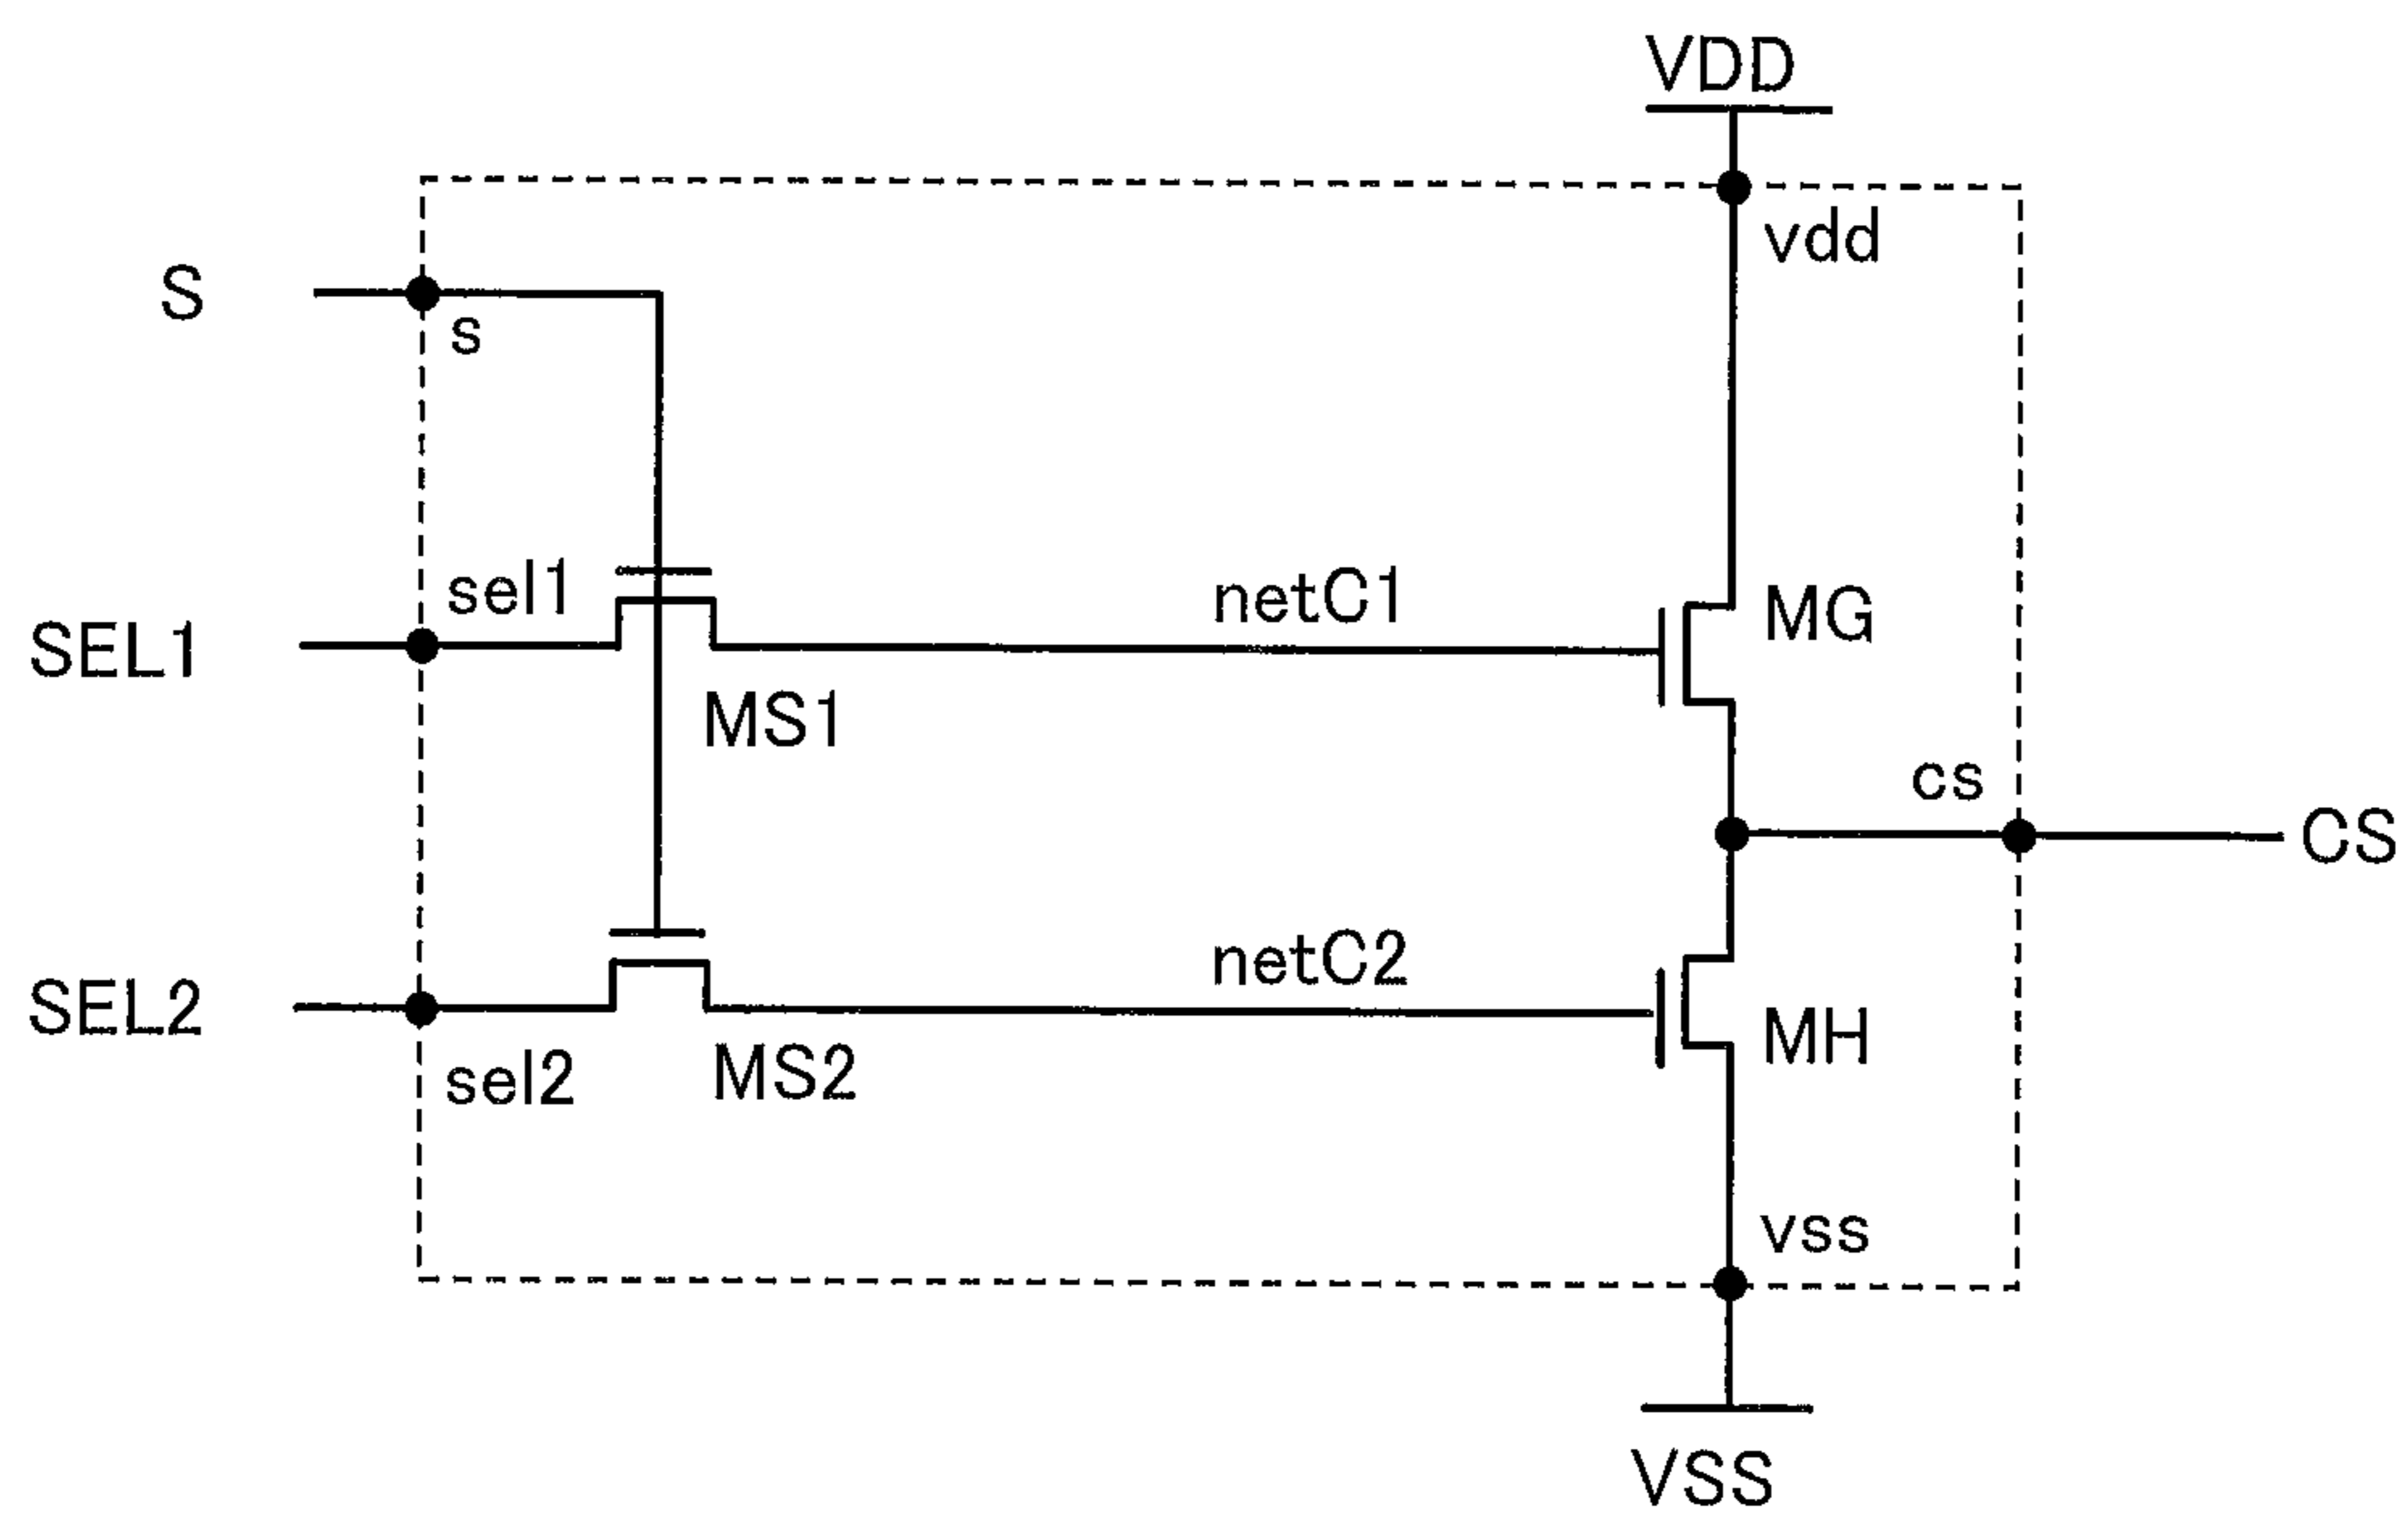 VDD
vdd
S
s
sel1
netC1
MG
SEL1
MS1
cs
CS
netC2
SEL2
MH
sel2
MS2
vss
VSS